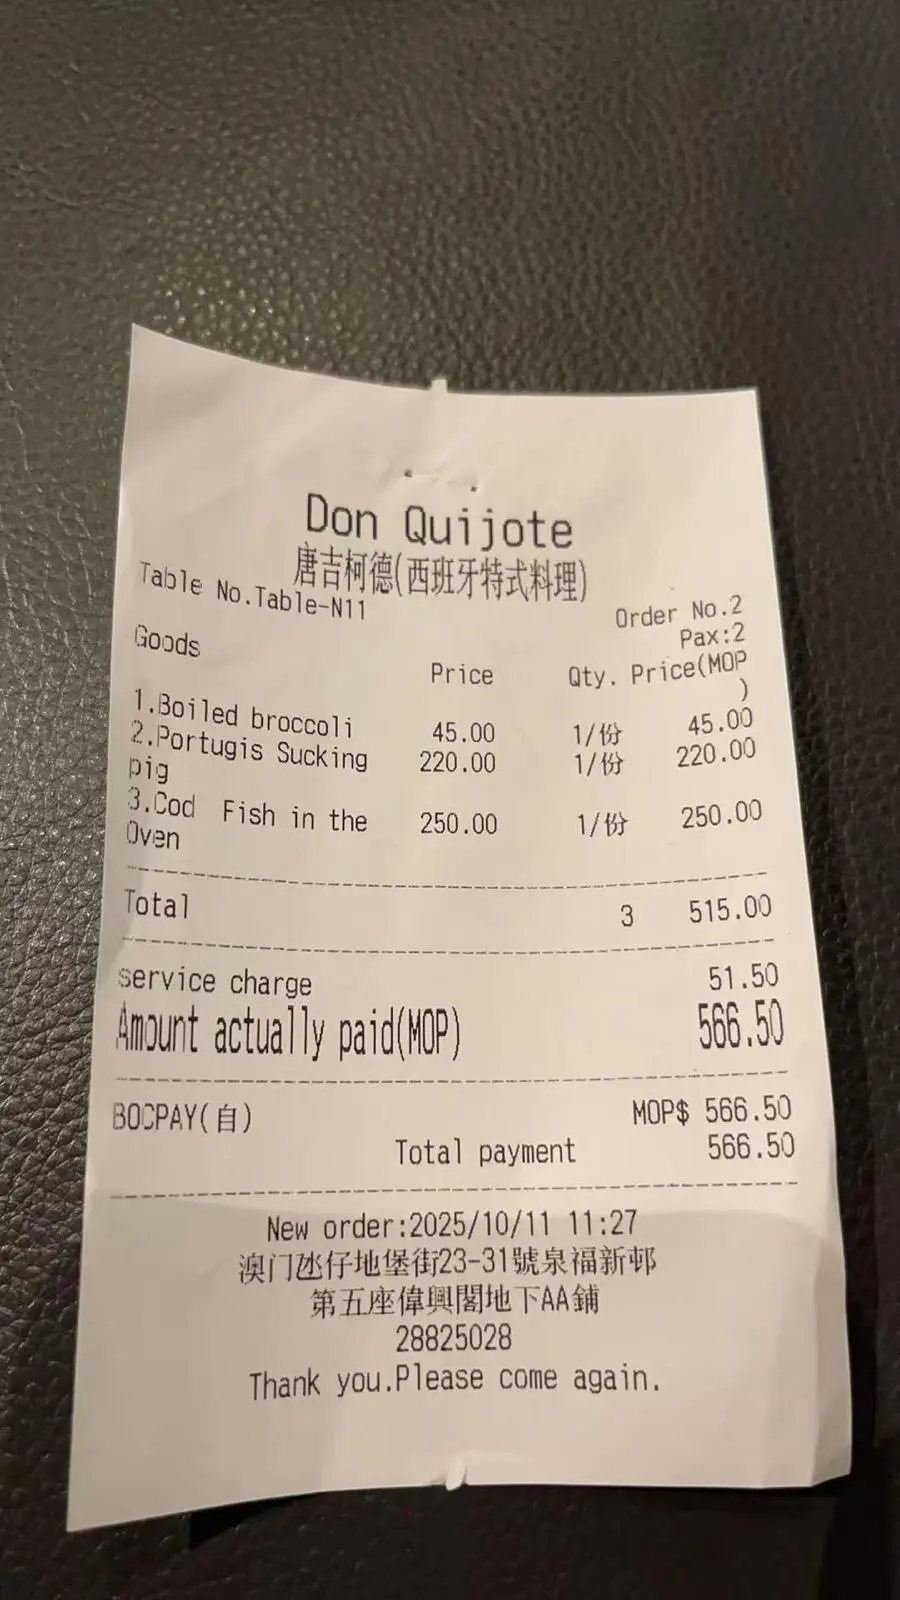 Don Quijote
唐吉柯德(西班牙特式料理)
Table No.Table-N11
Order No.2
Pax:2
Goods Price Qty. Price(MOP
)
1.Boiled broccoli 45.00 1/份 45.00
2.Portugis Sucking 220.00 1/份 220.00
pig
3.Cod Fish in the 250.00 1/份 250.00
Oven
Total 3 515.00
service charge 51.50
Amount actually paid(MOP) 566.50
BOCPAY(自) MOP$ 566.50
Total payment 566.50
New order:2025/10/11 11:27
澳门氹仔地堡街23-31號泉福新邨
第五座偉興閣地下AA鋪
28825028
Thank you.Please come again.